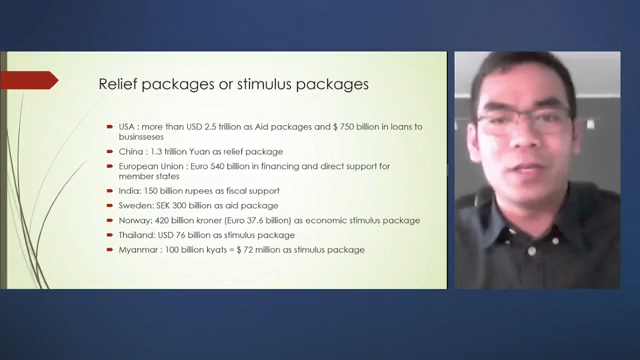 Relief packages or stimulus packages
USA : more than USD 2.5 trillion as Aid packages and $ 750 billion in loans to
businsseses
China : 1.3 trillion Yuan as relief package
European Union : Euro 540 billion in financing and direct support for
member states
India: 150 billion rupees as fiscal support
Sweden: SEK 300 billion as aid package
Norway: 420 billion kroner (Euro 37.6 billion) as economic stimulus package
Thailand: USD 76 billion as stimulus package
Myanmar : 100 billion kyats = $ 72 million as stimulus package